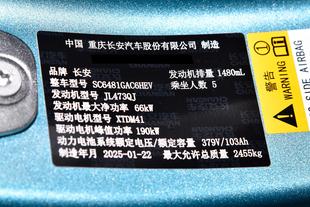 中国 重庆长安汽车股份有限公司 制造
品牌 长安 发动机排量 1480mL
整车型号 SC6481GAC6HEV 乘坐人数 5
发动机型号 JL473QJ
发动机最大净功率 66kW
驱动电机型号 XTDM41
驱动电机峰值功率 190kW
动力电池系统额定电压/额定容量 379V/103Ah
制造年月 2025-01-22 最大允许总质量 2455kg
警告
WARNING
SIDE AIRBAG